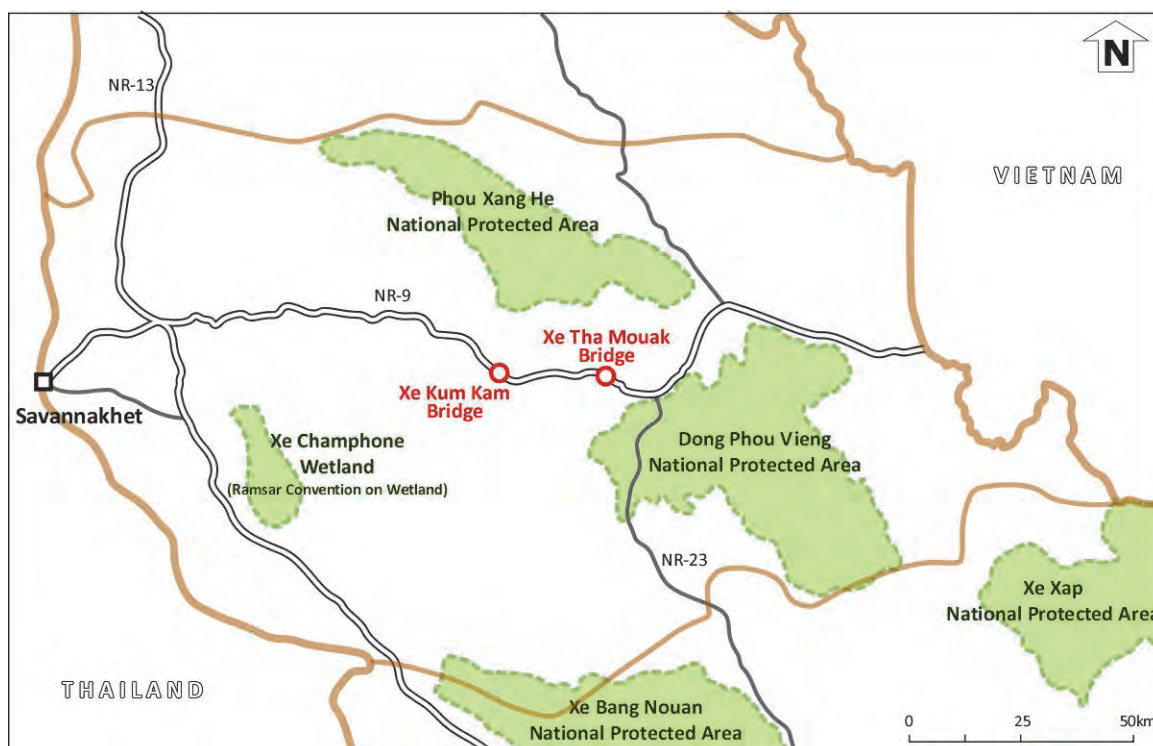 N
NR-13
VIETNAM
Phou Xang He
National Protected Area
NR-9
Xe Tha Mouak
Bridge
Xe Kum Kam
Bridge
Savannakhet
Xe Champhone
Wetland
(Ramsar Convention on Wetland)
Dong Phou Vieng
National Protected Area
NR-23
Xe Xap
National Protected Area
THAILAND
Xe Bang Nouan
National Protected Area
0 25 50km